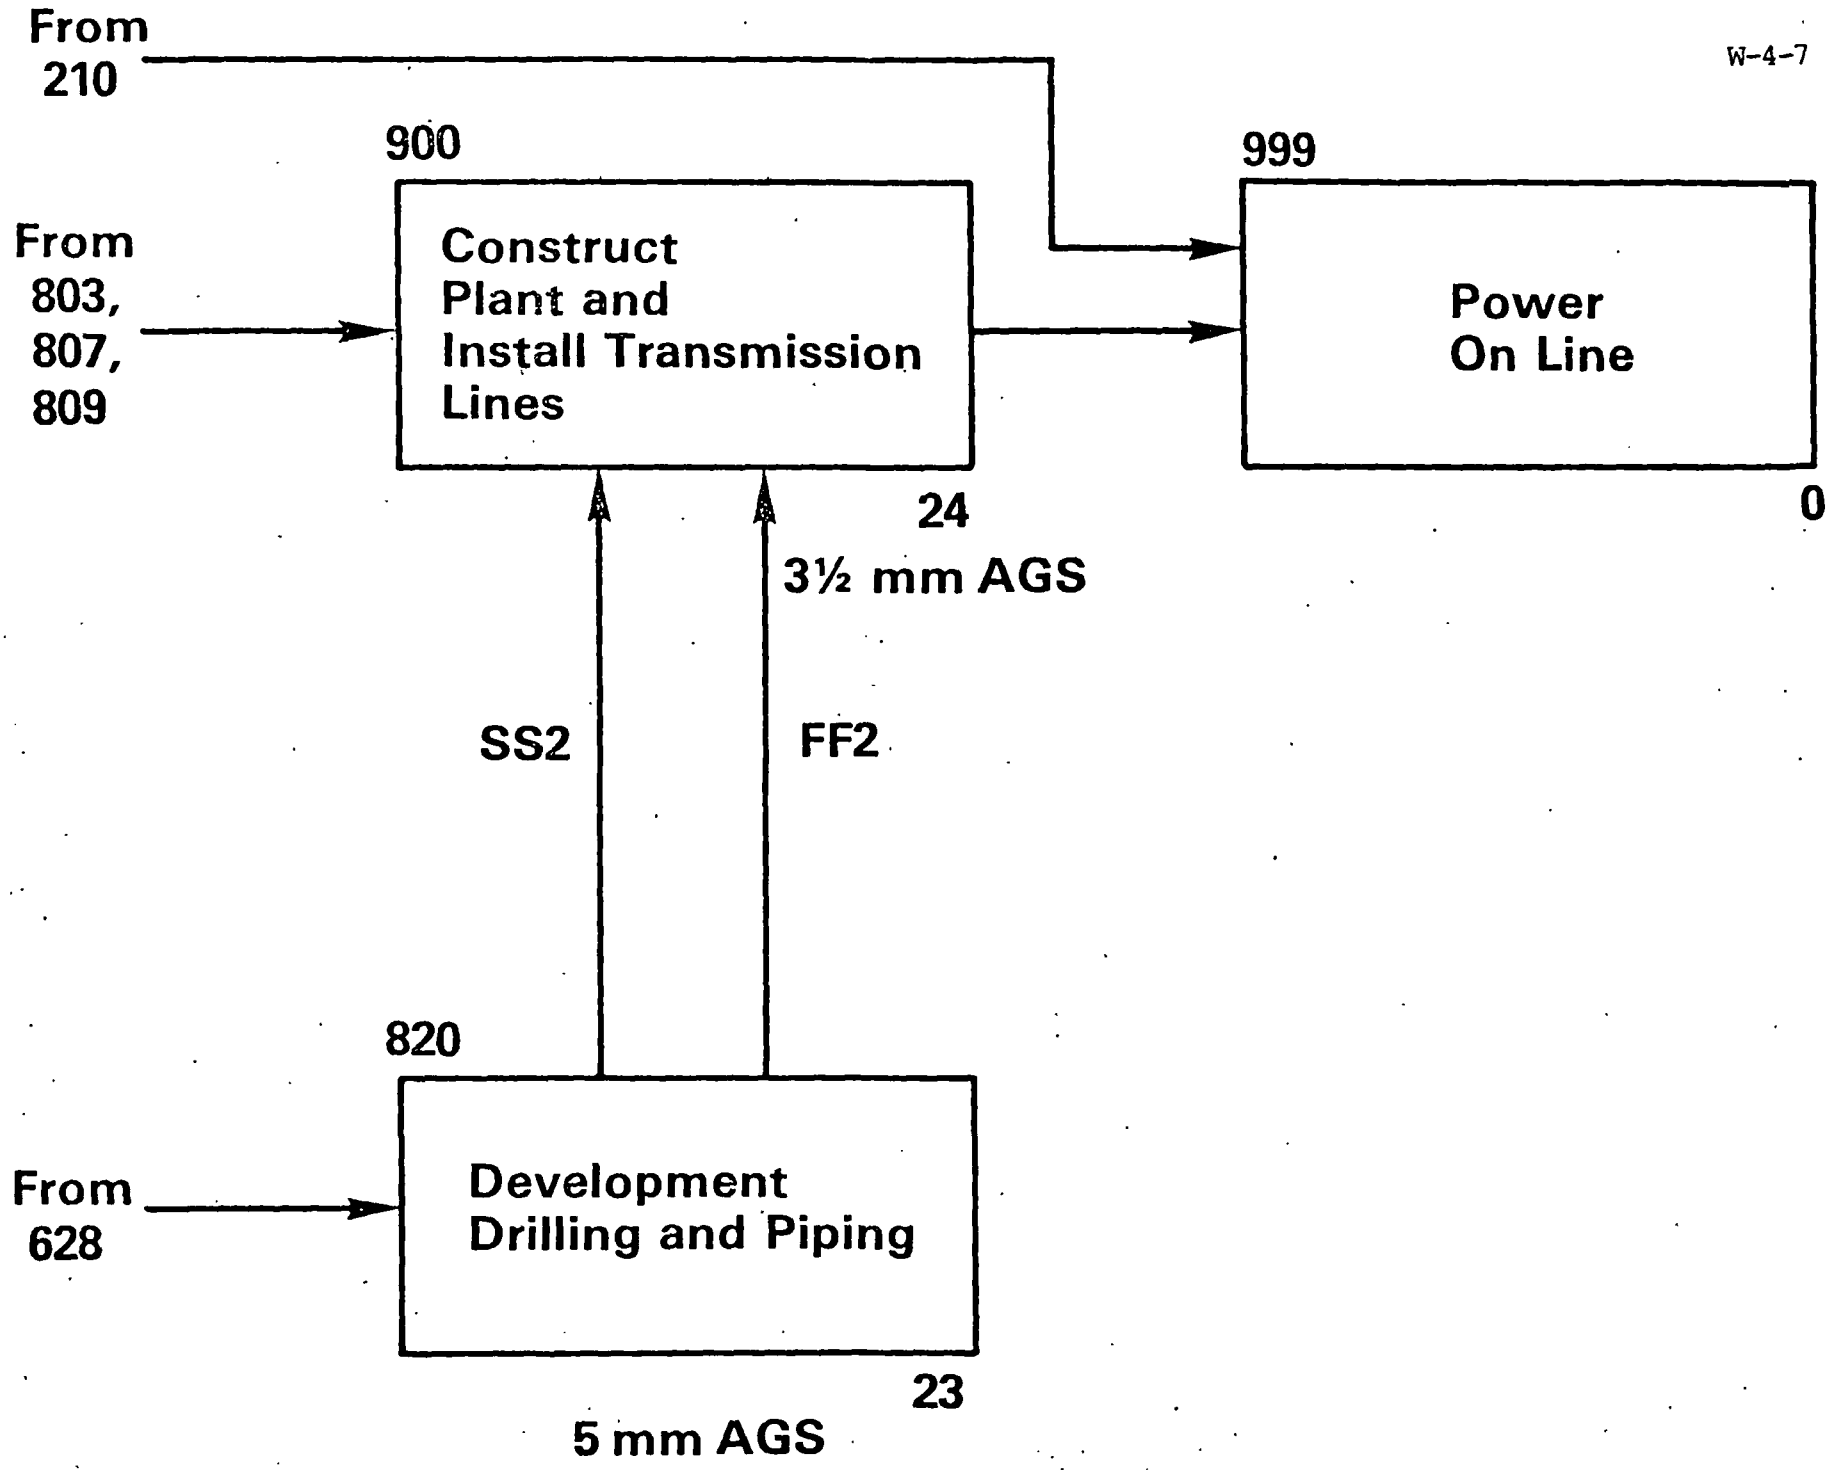 From
210
W-4-7
900
999
From
803,
807,
809
Construct
Plant and
Install Transmission
Lines
Power
On Line
24
0
3½ mm AGS
SS2
FF2
820
From
628
Development
Drilling and Piping
23
5 mm AGS